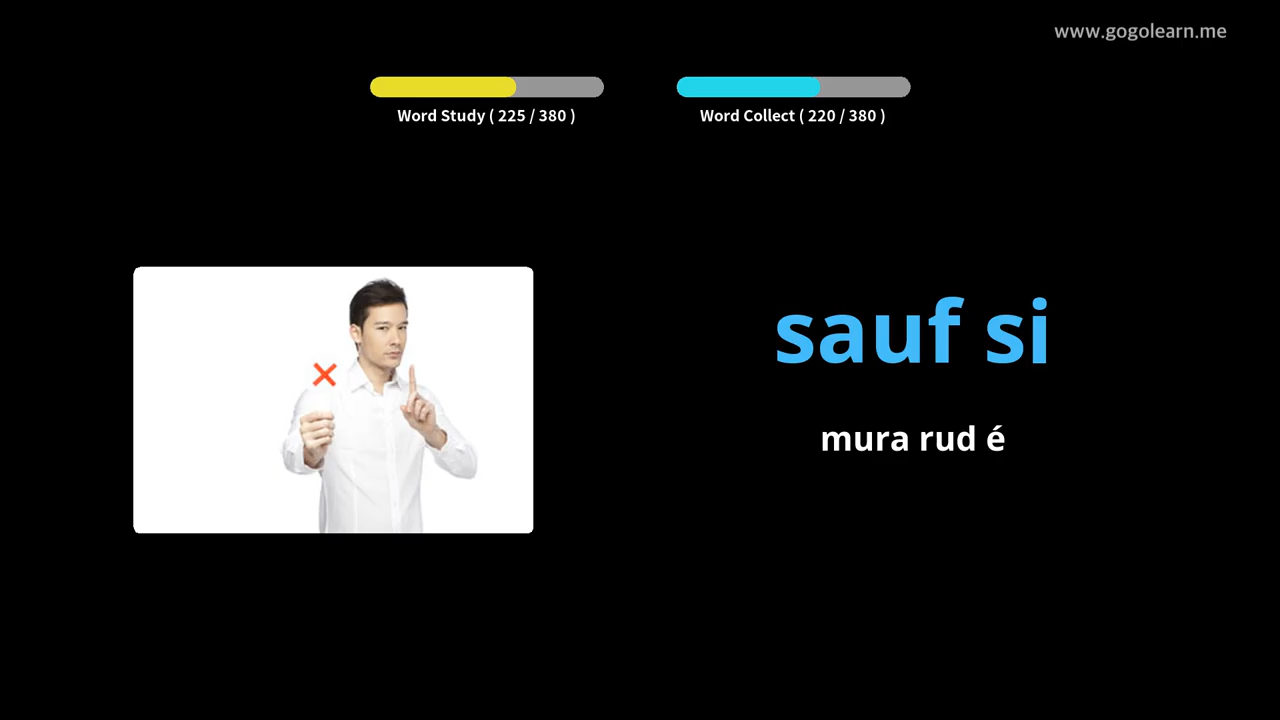 www.gogolearn.me
Word Study ( 225 / 380 )
Word Collect ( 220 / 380 )
sauf si
mura rud é